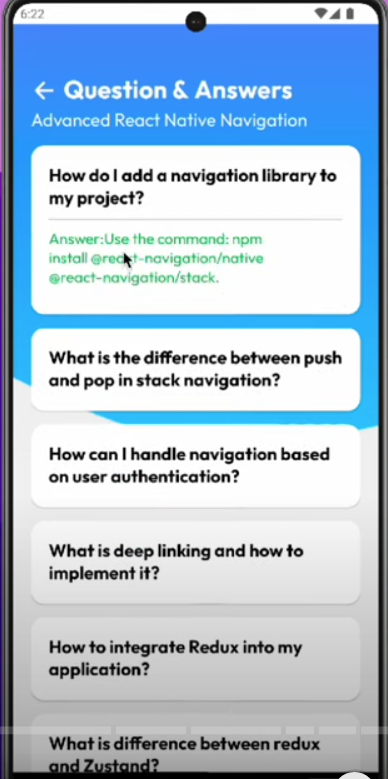 6:22
← Question & Answers
Advanced React Native Navigation
How do I add a navigation library to
my project?
Answer:Use the command: npm
install @react-navigation/native
@react-navigation/stack.
What is the difference between push
and pop in stack navigation?
How can I handle navigation based
on user authentication?
What is deep linking and how to
implement it?
How to integrate Redux into my
application?
What is difference between redux
and Zustand?